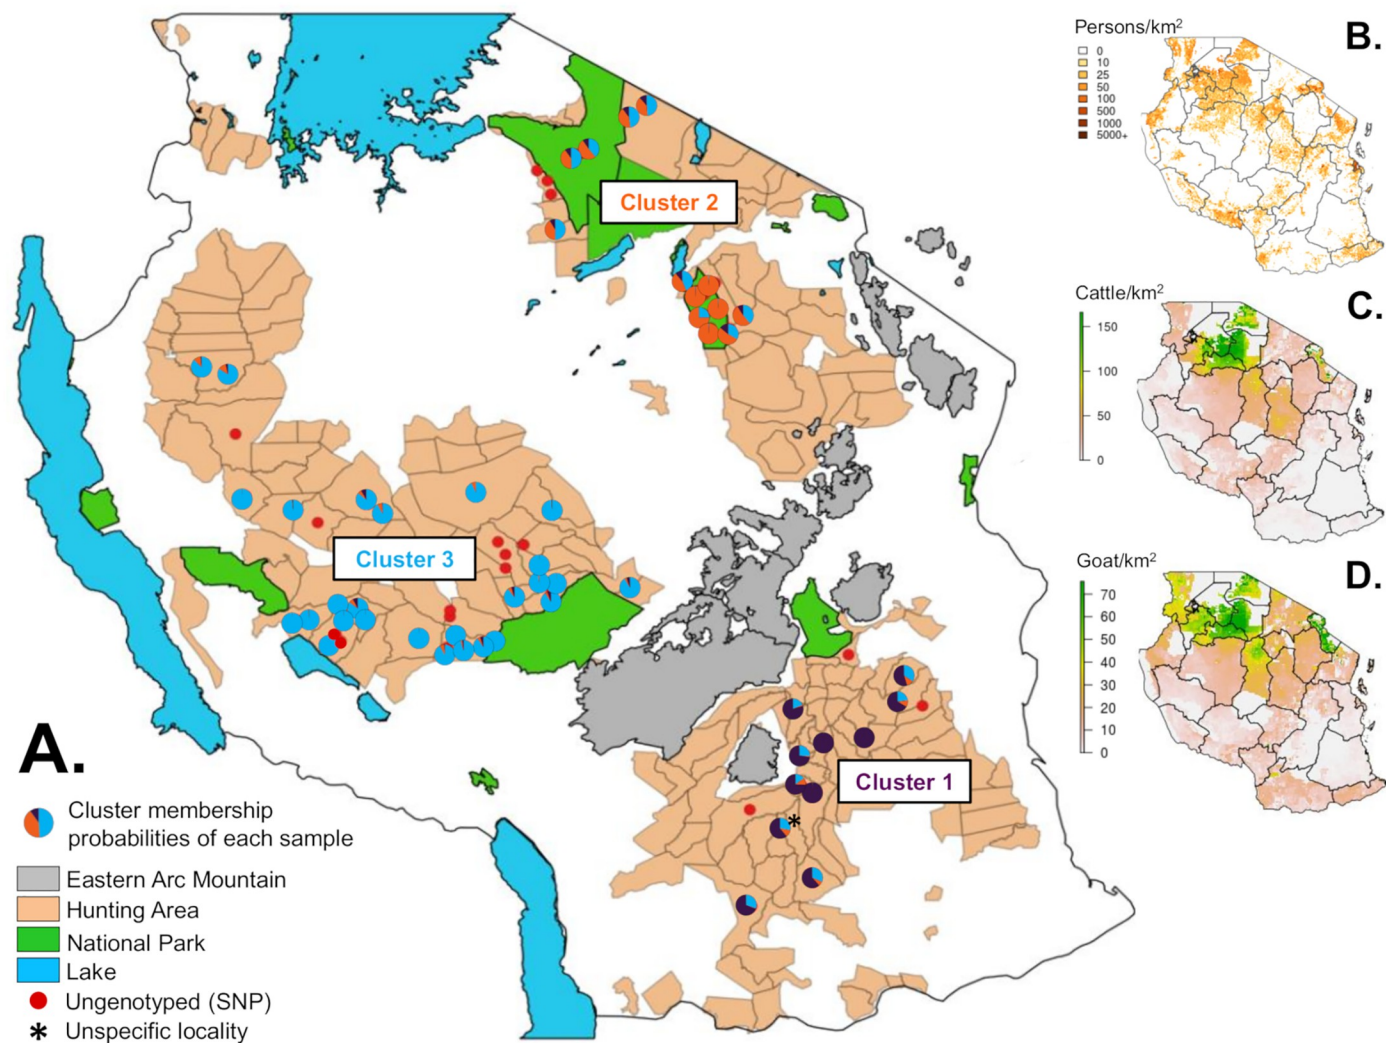 Persons/km²
B.
0
10
25
50
100
500
1000
5000+
Cluster 2
Cattle/km²
C.
150
100
50
0
Cluster 3
Goat/km²
D.
70
60
50
40
30
20
10
0
Cluster 1
*
A.
Cluster membership
probabilities of each sample
Eastern Arc Mountain
Hunting Area
National Park
Lake
Ungenotyped (SNP)
* Unspecific locality